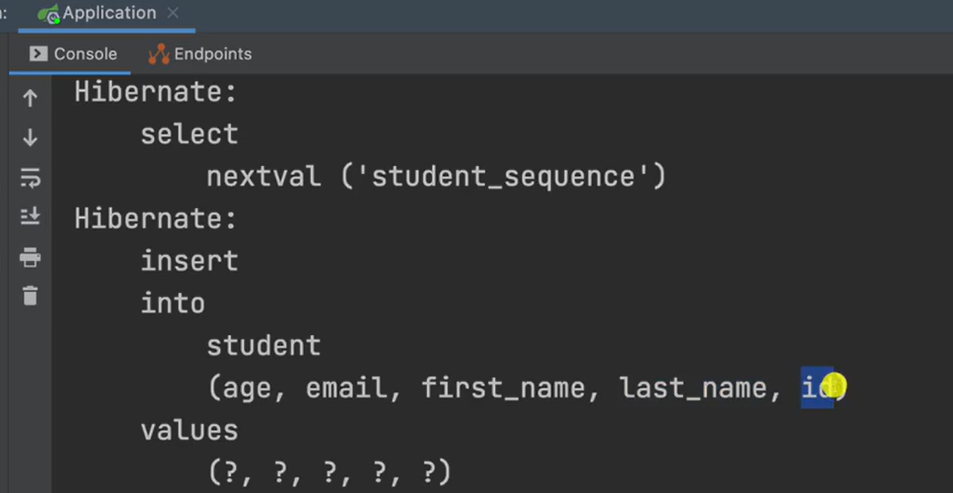 : Application
Console Endpoints
Hibernate:
select
nextval ('student_sequence')
Hibernate:
insert
into
student
(age, email, first_name, last_name, id)
values
(?, ?, ?, ?, ?)